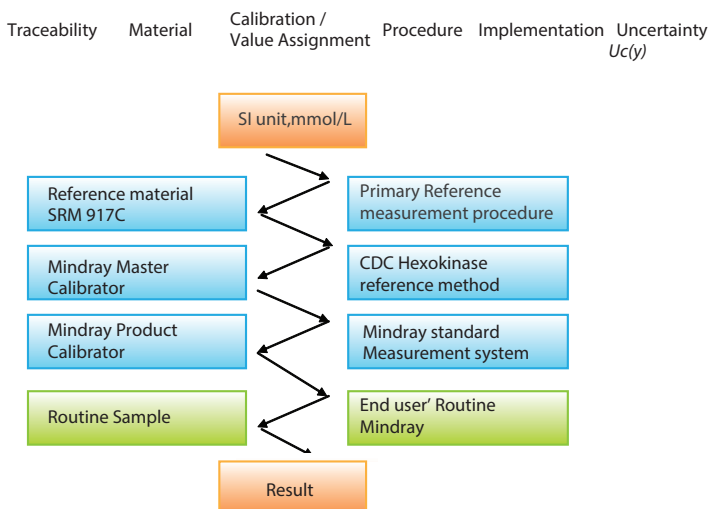 Traceability Material Calibration / Value Assignment Procedure Implementation Uncertainty
Uc(y)
SI unit,mmol/L
Reference material
SRM 917C
Primary Reference
measurement procedure
Mindray Master
Calibrator
CDC Hexokinase
reference method
Mindray Product
Calibrator
Mindray standard
Measurement system
Routine Sample
End user' Routine
Mindray
Result